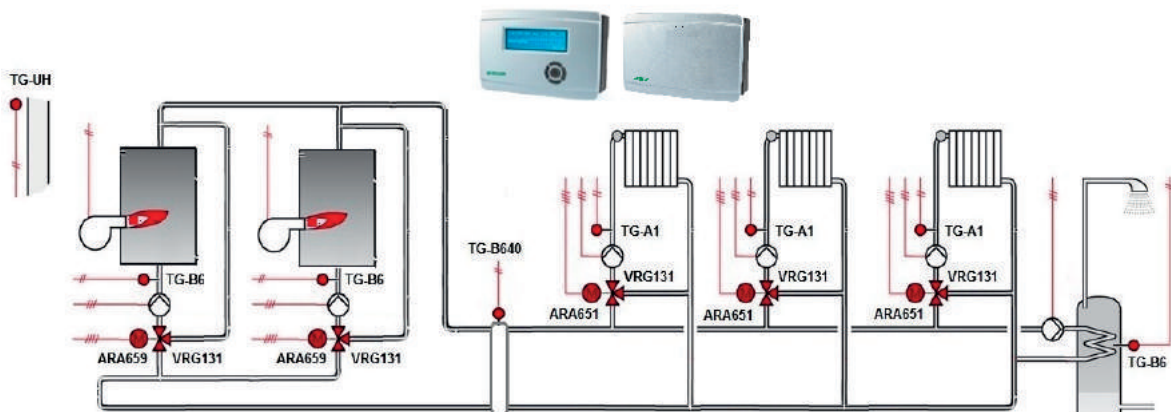 TG-UH
TG-B6
TG-B6
ARA659
VRG131
ARA659
VRG131
TG-B640
TG-A1
VRG131
ARA651
TG-A1
VRG131
ARA651
TG-A1
VRG131
ARA651
TG-B6